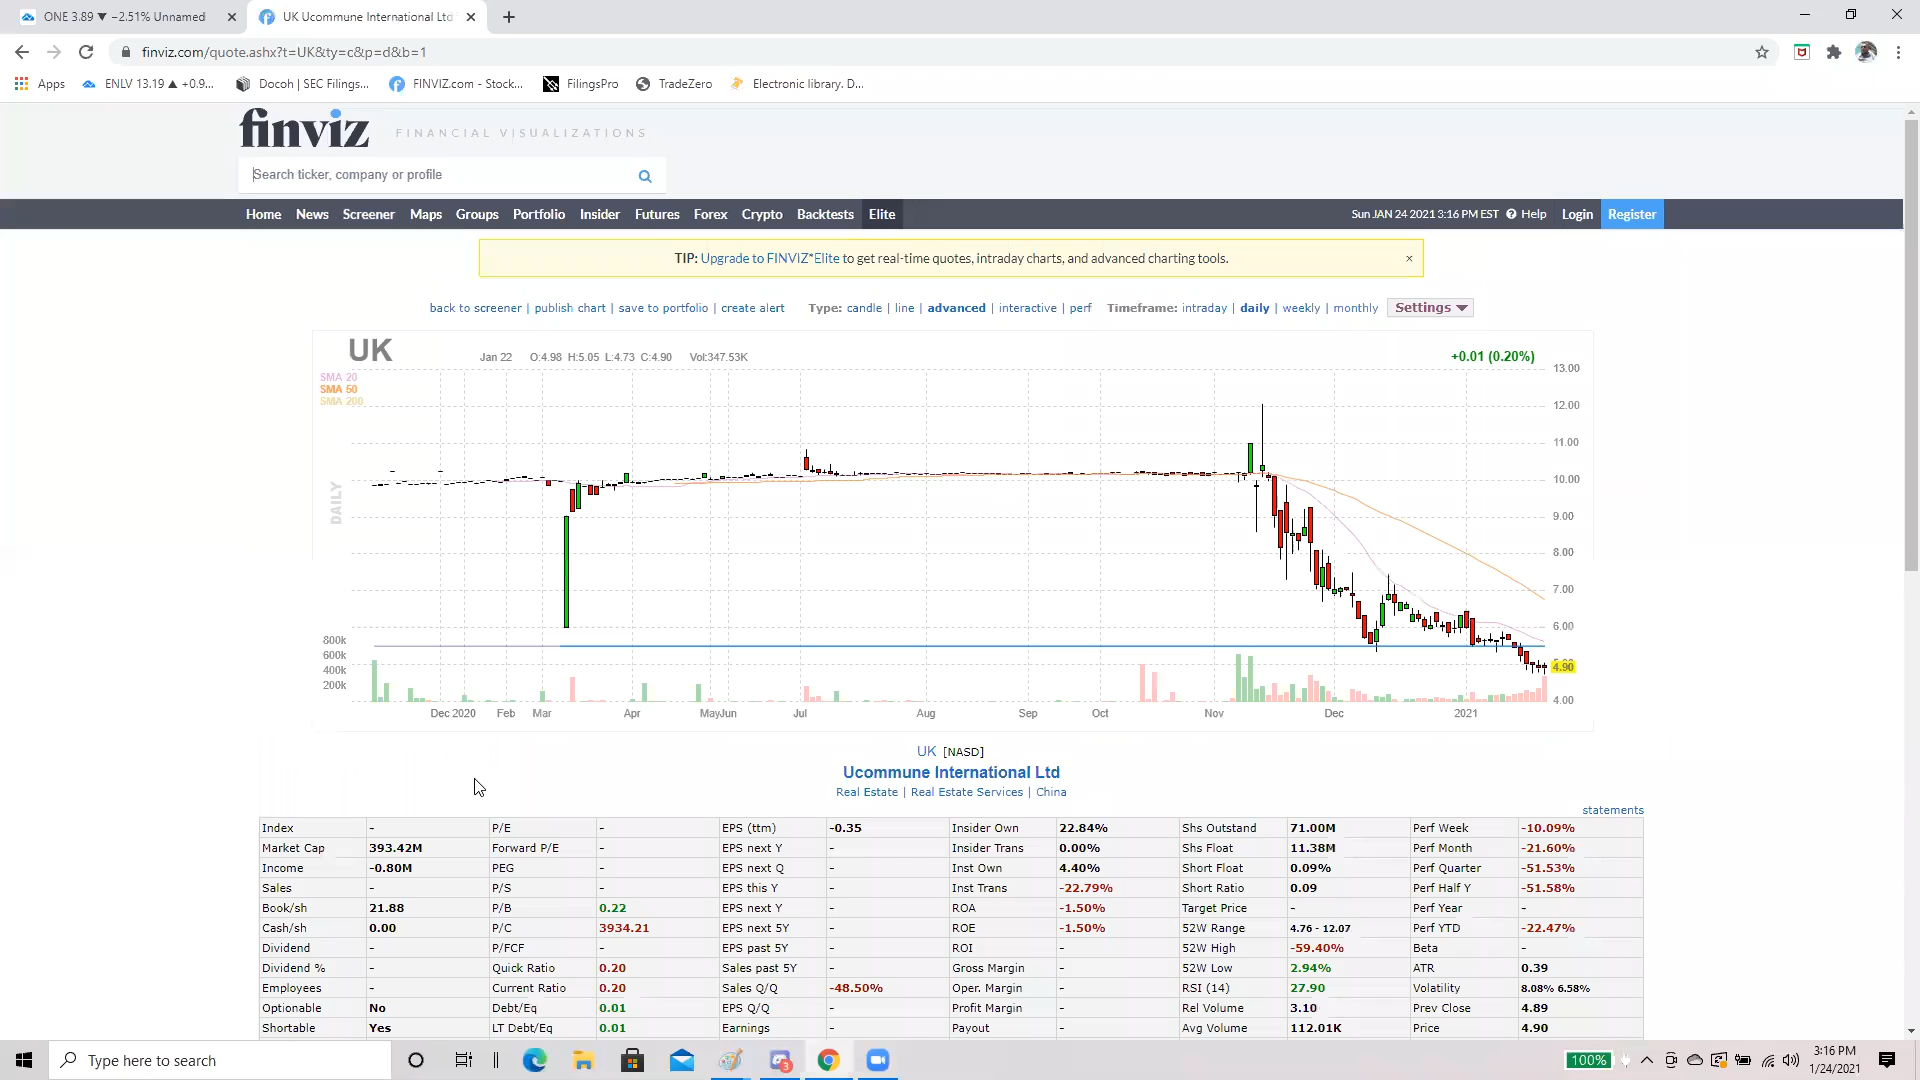 ONE 3.89 ▼ −2.51% Unnamed
UK Ucommune International Ltd
finviz.com/quote.ashx?t=UK&ty=c&p=d&b=1
Apps ENLV 13.19 ▲ +0.9... Docoh | SEC Filings... FINVIZ.com - Stock... FilingsPro TradeZero Electronic library. D...
finviz FINANCIAL VISUALIZATIONS
Search ticker, company or profile
Home News Screener Maps Groups Portfolio Insider Futures Forex Crypto Backtests Elite Sun JAN 24 2021 3:16 PM EST Help Login Register
TIP: Upgrade to FINVIZ*Elite to get real-time quotes, intraday charts, and advanced charting tools. ×
back to screener | publish chart | save to portfolio | create alert Type: candle | line | advanced | interactive | perf Timeframe: intraday | daily | weekly | monthly Settings
UK Jan 22 O:4.98 H:5.05 L:4.73 C:4.90 Vol:347.53K +0.01 (0.20%)
SMA 20
SMA 50
SMA 200
DAILY
13.00
12.00
11.00
10.00
9.00
8.00
7.00
6.00
4.90
4.00
800k
600k
400k
200k
Dec 2020 Feb Mar Apr MayJun Jul Aug Sep Oct Nov Dec 2021
UK [NASD]
Ucommune International Ltd
Real Estate | Real Estate Services | China
statements
Index - P/E - EPS (ttm) -0.35 Insider Own 22.84% Shs Outstand 71.00M Perf Week -10.09%
Market Cap 393.42M Forward P/E - EPS next Y - Insider Trans 0.00% Shs Float 11.38M Perf Month -21.60%
Income -0.80M PEG - EPS next Q - Inst Own 4.40% Short Float 0.09% Perf Quarter -51.53%
Sales - P/S - EPS this Y - Inst Trans -22.79% Short Ratio 0.09 Perf Half Y -51.58%
Book/sh 21.88 P/B 0.22 EPS next Y - ROA -1.50% Target Price - Perf Year -
Cash/sh 0.00 P/C 3934.21 EPS next 5Y - ROE -1.50% 52W Range 4.76 - 12.07 Perf YTD -22.47%
Dividend - P/FCF - EPS past 5Y - ROI - 52W High -59.40% Beta -
Dividend % - Quick Ratio 0.20 Sales past 5Y - Gross Margin - 52W Low 2.94% ATR 0.39
Employees - Current Ratio 0.20 Sales Q/Q -48.50% Oper. Margin - RSI (14) 27.90 Volatility 8.08% 6.58%
Optionable No Debt/Eq 0.01 EPS Q/Q - Profit Margin - Rel Volume 3.10 Prev Close 4.89
Shortable Yes LT Debt/Eq 0.01 Earnings - Payout - Avg Volume 112.01K Price 4.90
Type here to search
3
100%
3:16 PM
1/24/2021